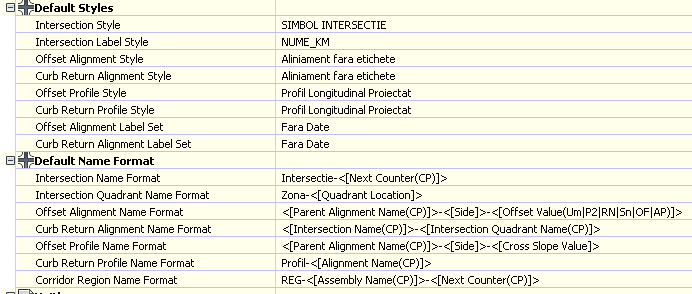 Default Styles
Intersection Style SIMBOL INTERSECTIE
Intersection Label Style NUME_KM
Offset Alignment Style Aliniament fara etichete
Curb Return Alignment Style Aliniament fara etichete
Offset Profile Style Profil Longitudinal Proiectat
Curb Return Profile Style Profil Longitudinal Proiectat
Offset Alignment Label Set Fara Date
Curb Return Alignment Label Set Fara Date
Default Name Format
Intersection Name Format Intersectie-<[Next Counter(CP)]>
Intersection Quadrant Name Format Zona-<[Quadrant Location]>
Offset Alignment Name Format <[Parent Alignment Name(CP)]>-<[Side]>-<[Offset Value(Um|P2|RN|Sn|OF|AP)]>
Curb Return Alignment Name Format <[Intersection Name(CP)]>-<[Intersection Quadrant Name(CP)]>
Offset Profile Name Format <[Parent Alignment Name(CP)]>-<[Side]>-<[Cross Slope Value]>
Curb Return Profile Name Format Profil-<[Alignment Name(CP)]>
Corridor Region Name Format REG-<[Assembly Name(CP)]>-<[Next Counter(CP)]>